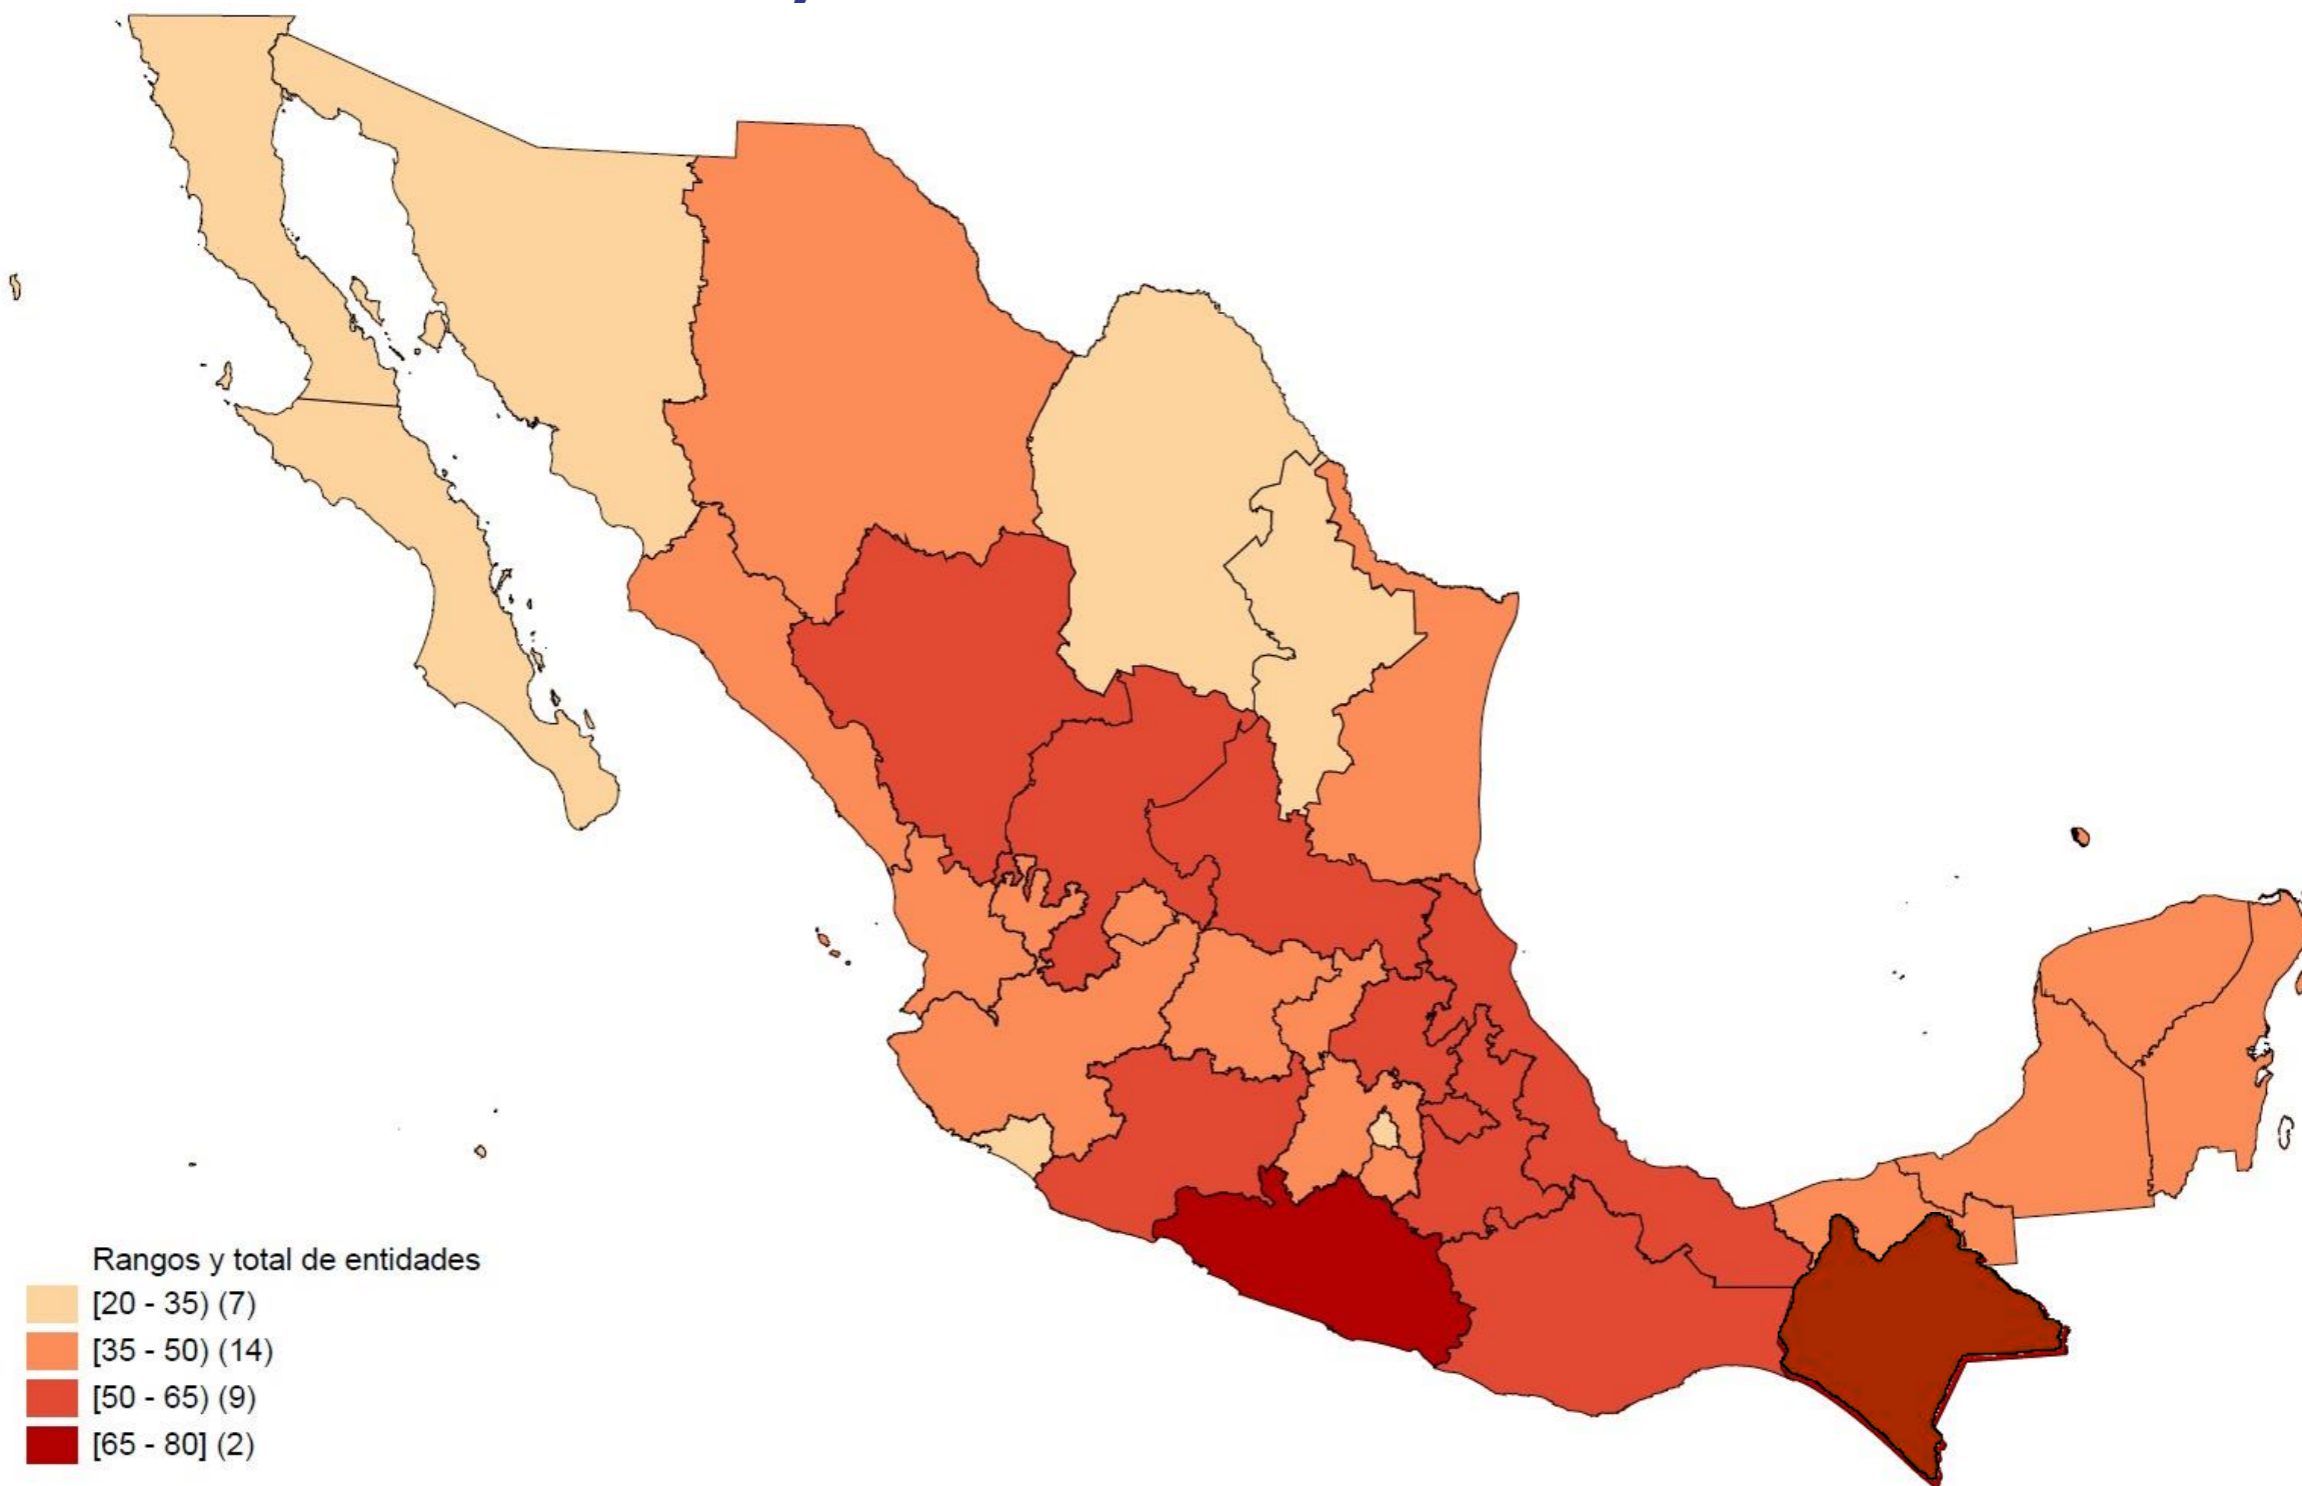 Rangos y total de entidades
[20 - 35) (7)
[35 - 50) (14)
[50 - 65) (9)
[65 - 80] (2)